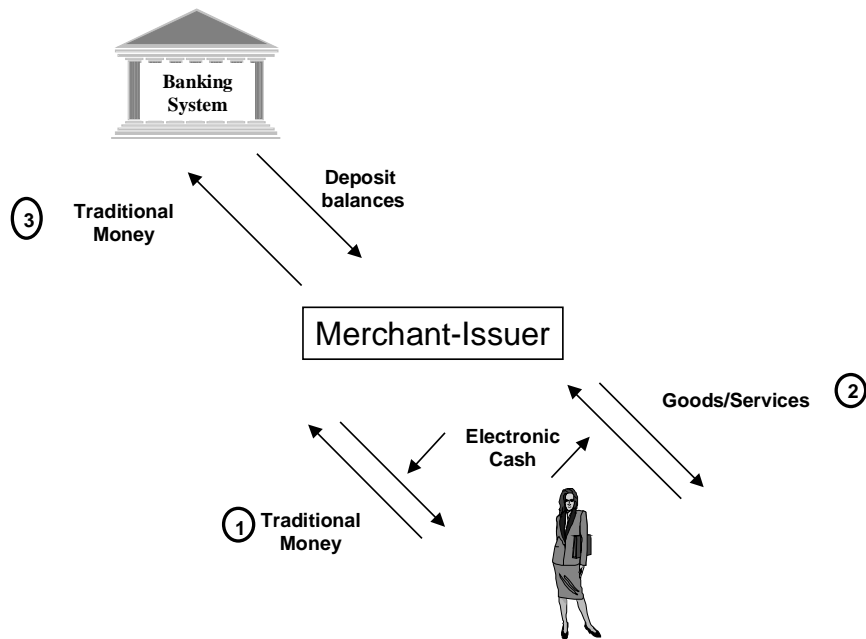 Banking
System
Deposit
balances
3
Traditional
Money
Merchant-Issuer
2
Goods/Services
Electronic
Cash
1
Traditional
Money